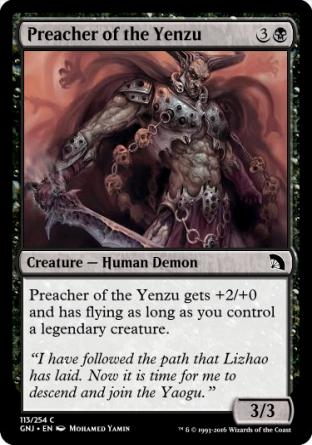 Preacher of the Yenzu 3
Creature — Human Demon
Preacher of the Yenzu gets +2/+0
and has flying as long as you control
a legendary creature.
“I have followed the path that Lizhao
has laid. Now it is time for me to
descend and join the Yaogu.”
3/3
113/254 C
GNJ • EN Mohamed Yamin
™ & © 1993-2016 Wizards of the Coast